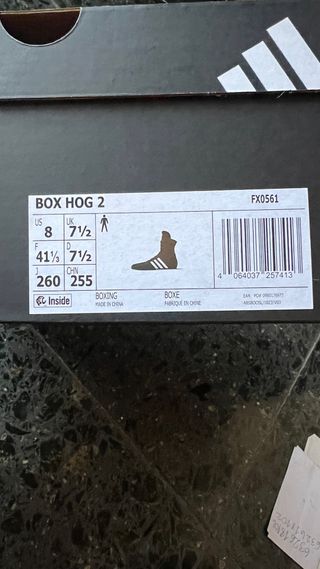 BOX HOG 2 FX0561
US UK
8 7½
F D
41⅓ 7½
J CHN
260 255
Inside
BOXING BOXE
MADE IN CHINA FABRIQUÉ EN CHINE
4 064037 257413